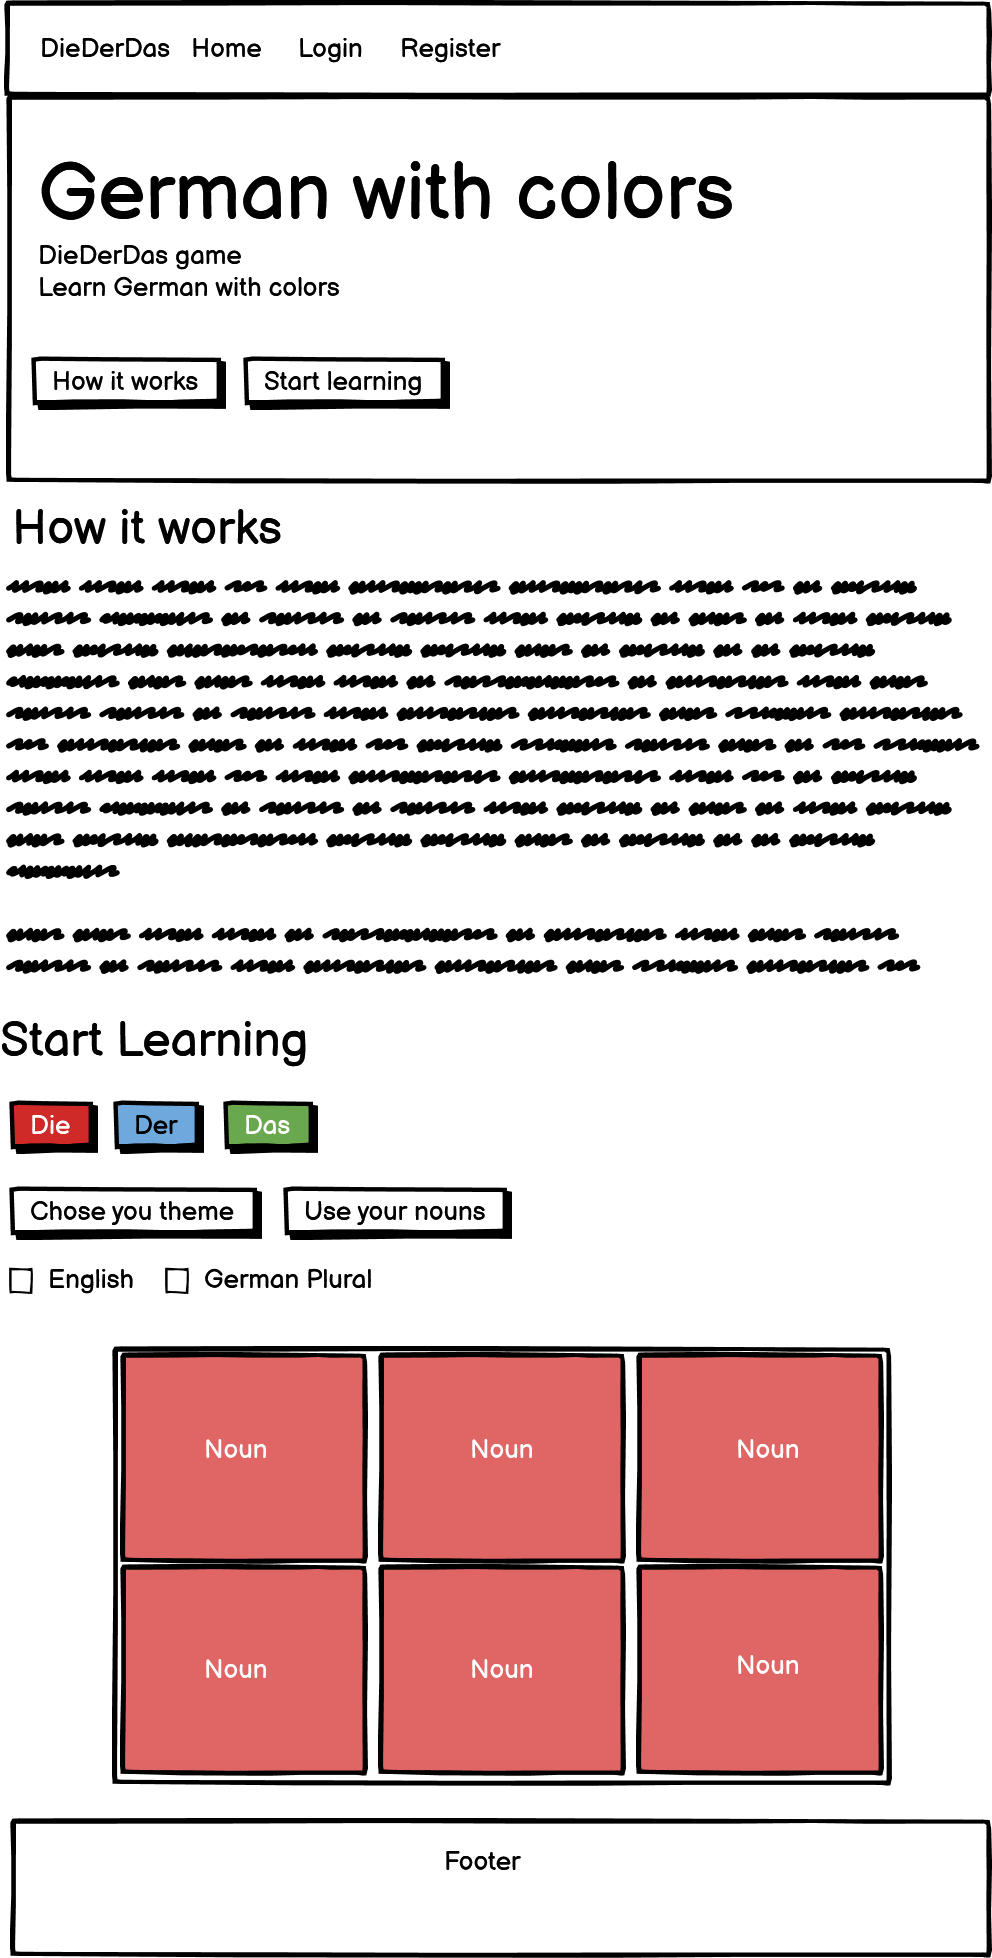 DieDerDas Home Login Register
German with colors
DieDerDas game
Learn German with colors
How it works Start learning
How it works
Start Learning
Die Der Das
Chose you theme Use your nouns
English German Plural
Noun Noun Noun
Noun Noun Noun
Footer